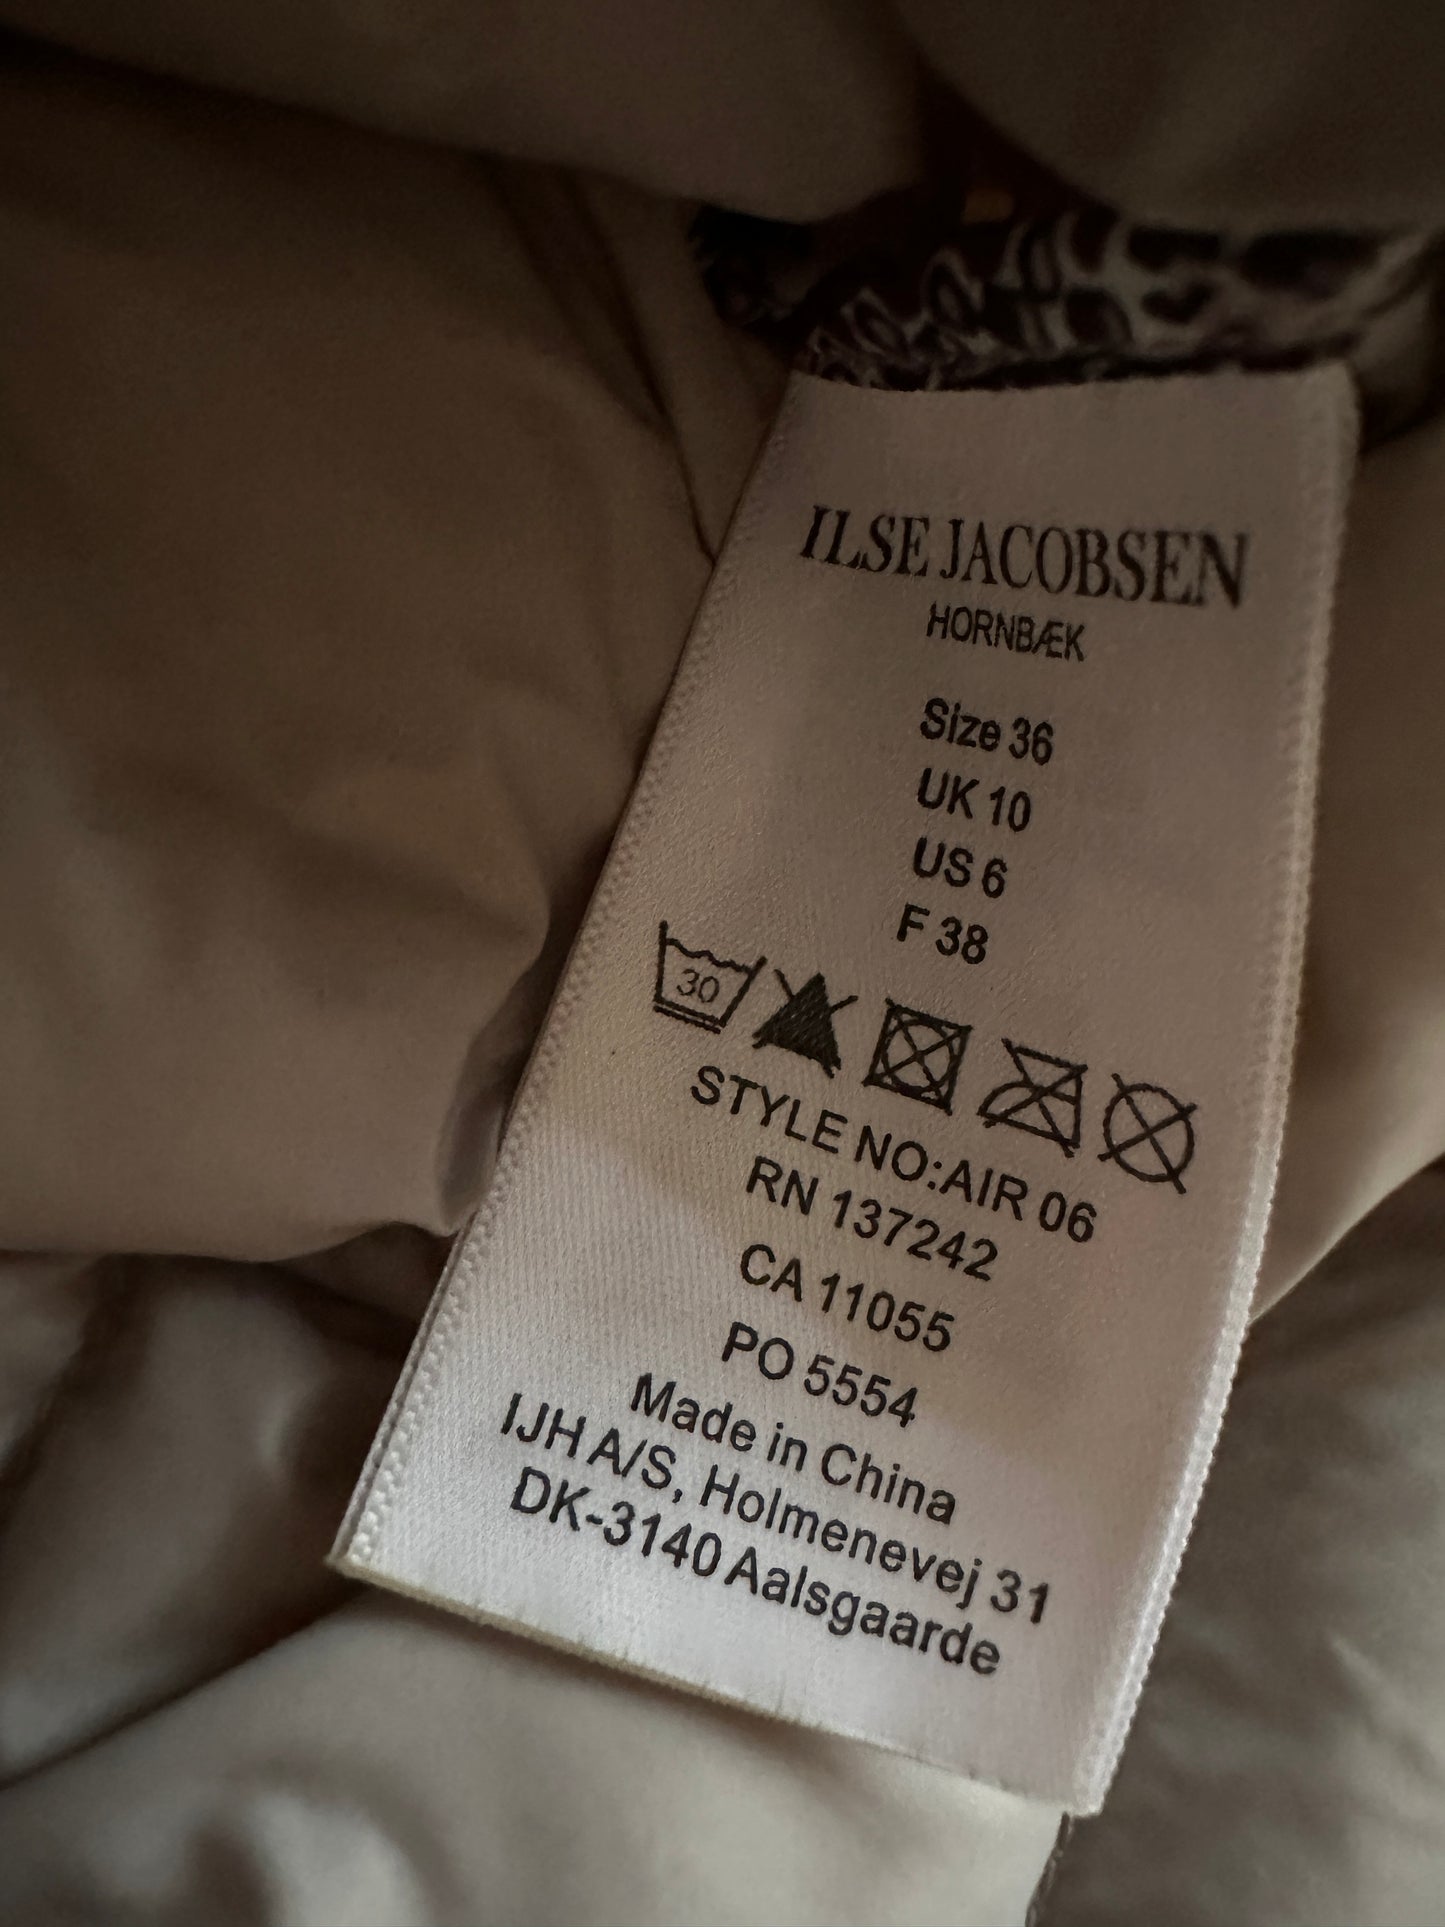 ILSE JACOBSEN
HORNBÆK
Size 36
UK 10
US 6
F 38
30
STYLE NO:AIR 06
RN 137242
CA 11055
PO 5554
Made in China
IJH A/S, Holmenevej 31
DK-3140 Aalsgaarde